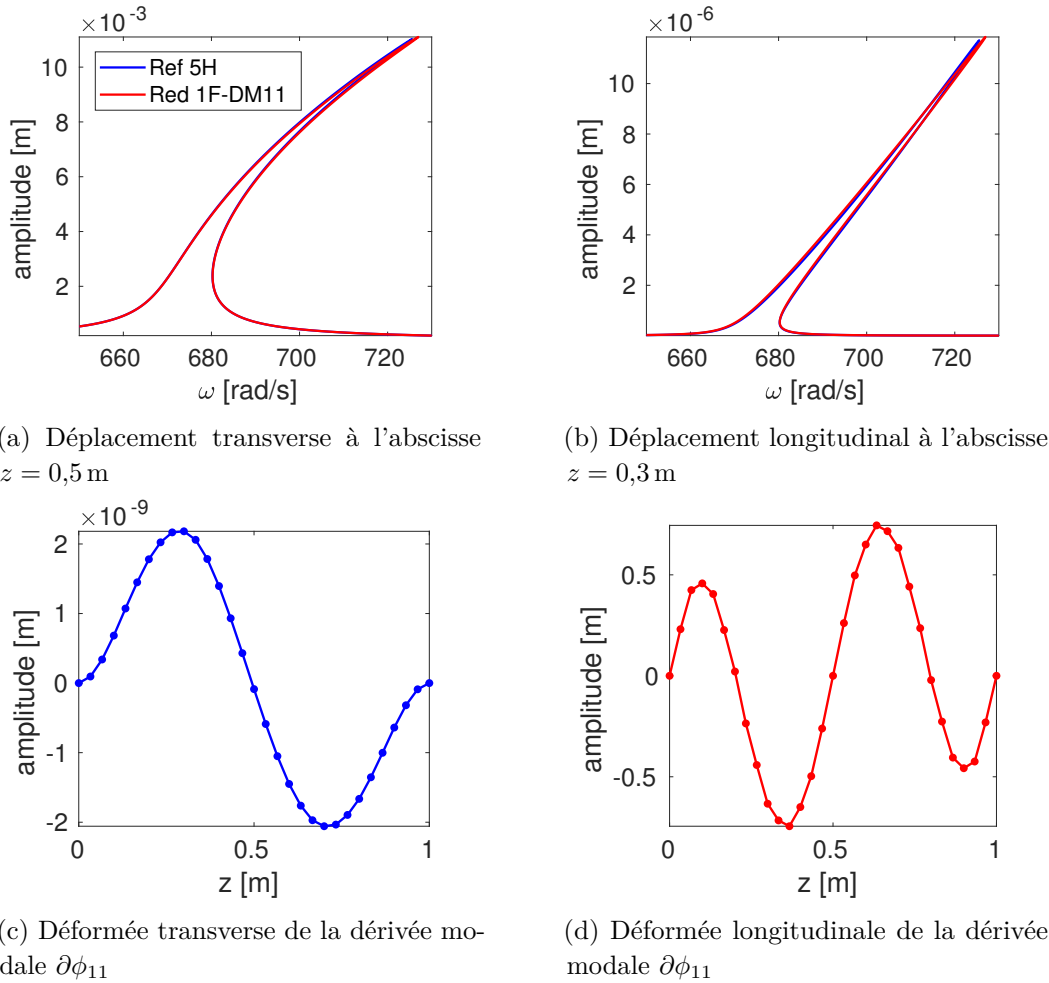 ×10⁻³
×10⁻⁶
Ref 5H
Red 1F-DM11
10
8
6
4
2
amplitude [m]
660 680 700 720
ω [rad/s]
10
8
6
4
2
amplitude [m]
660 680 700 720
ω [rad/s]
(a) Déplacement transverse à l'abscisse
z = 0,5 m
(b) Déplacement longitudinal à l'abscisse
z = 0,3 m
×10⁻⁹
2
1
0
-1
-2
amplitude [m]
0 0.5 1
z [m]
0.5
0
-0.5
amplitude [m]
0 0.5 1
z [m]
(c) Déformée transverse de la dérivée mo-
dale ∂ϕ₁₁
(d) Déformée longitudinale de la dérivée
modale ∂ϕ₁₁